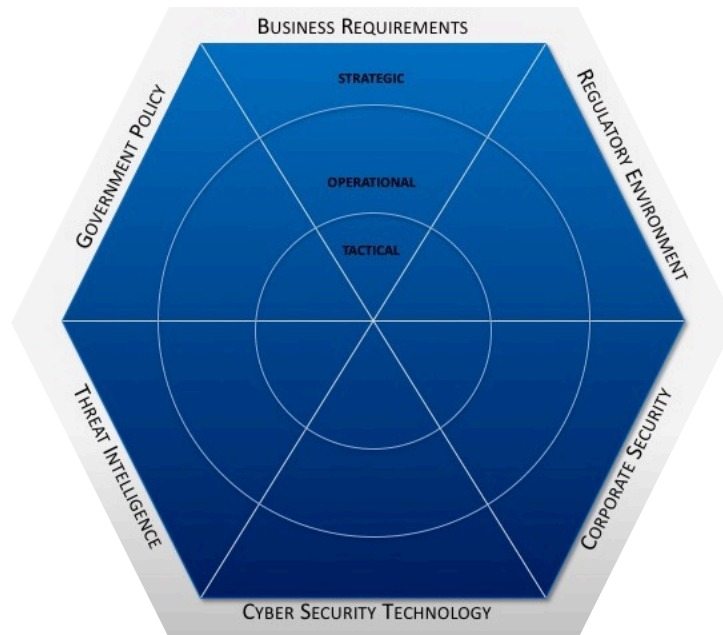 BUSINESS REQUIREMENTS
STRATEGIC
GOVERNMENT POLICY
REGULATORY ENVIRONMENT
OPERATIONAL
TACTICAL
THREAT INTELLIGENCE
CORPORATE SECURITY
CYBER SECURITY TECHNOLOGY